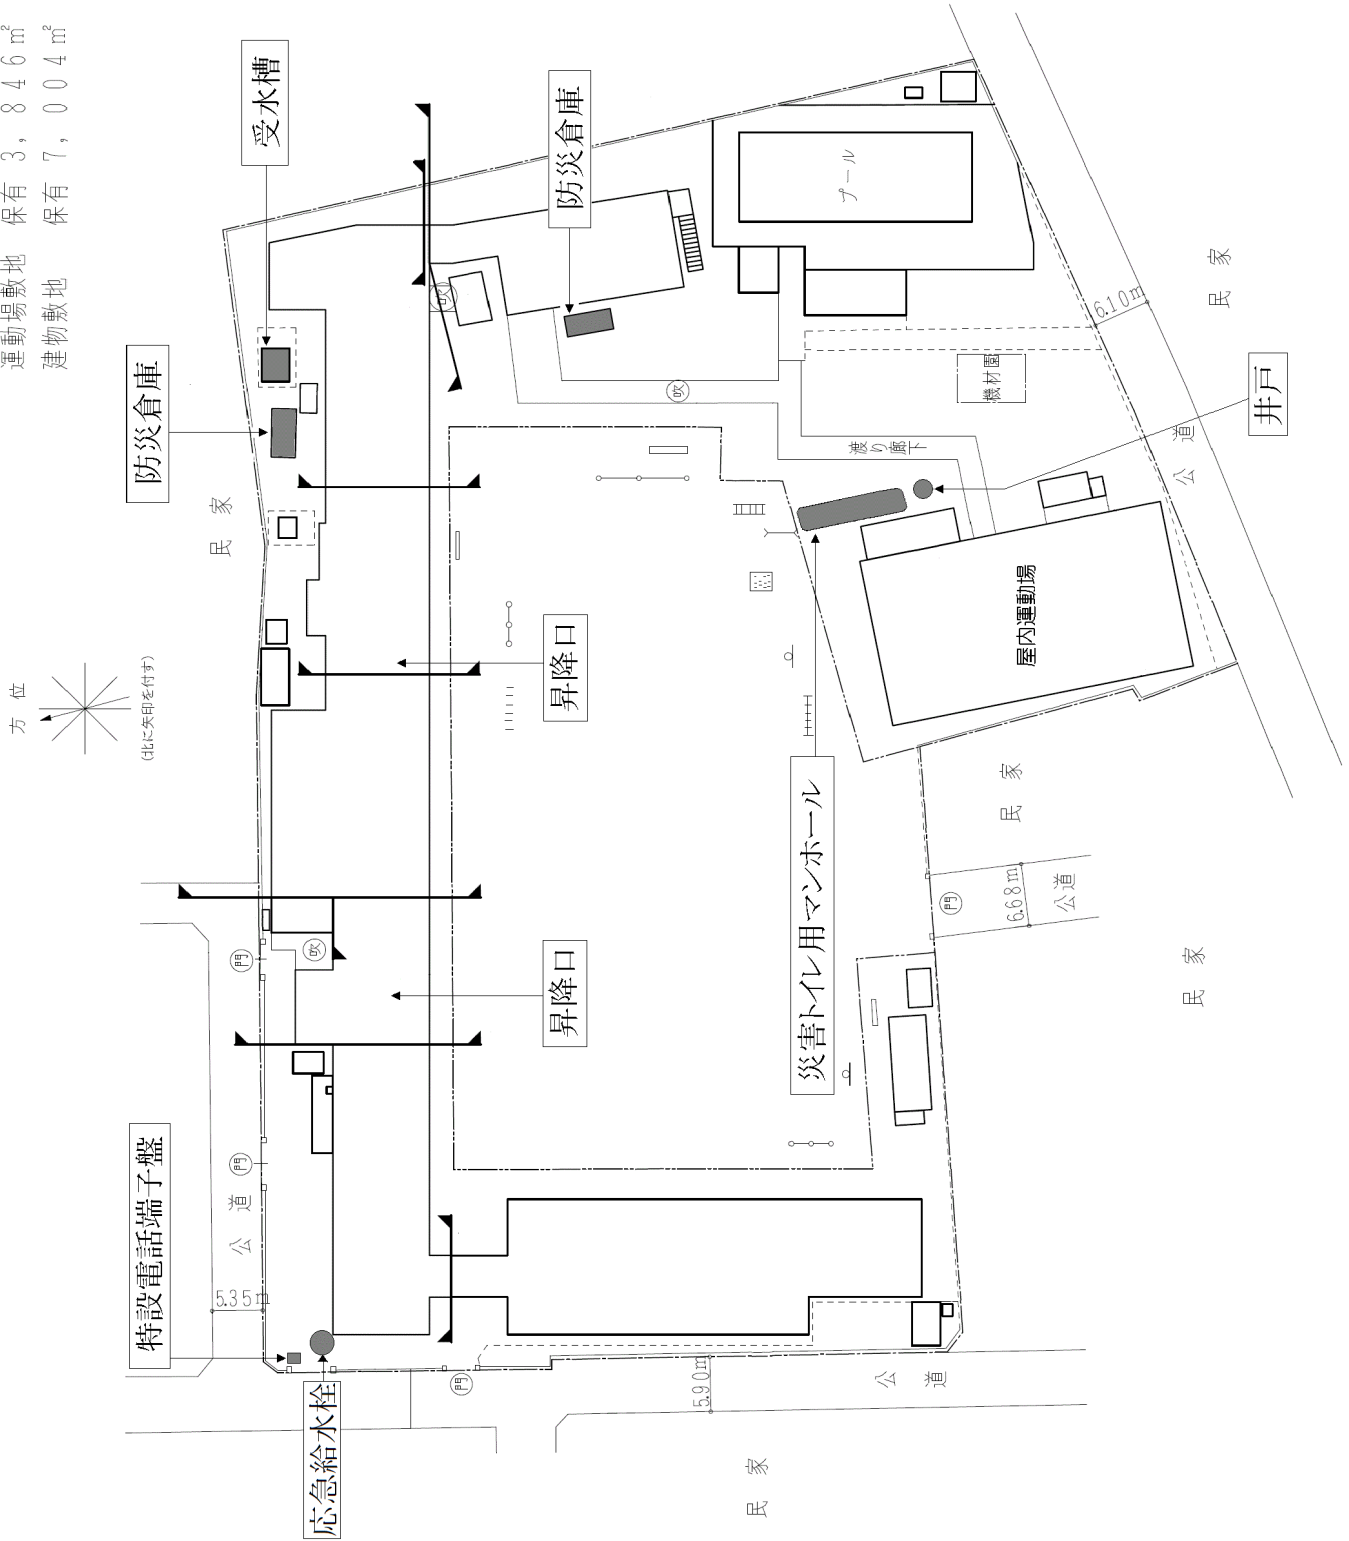 運動場敷地　保有 3,846㎡
建物敷地　保有 7,004㎡
方位
(北に矢印を付す)
特設電話端子盤
防災倉庫
受水槽
防災倉庫
民家
公道
5.35m
門
門
吹
吹
吹
応急給水栓
昇降口
昇降口
プール
機材園
渡り廊下
6.10m
民家
公道
井戸
屋内運動場
災害トイレ用マンホール
民家
門
6.68m
公道
民家
門
5.90m
公道
民家